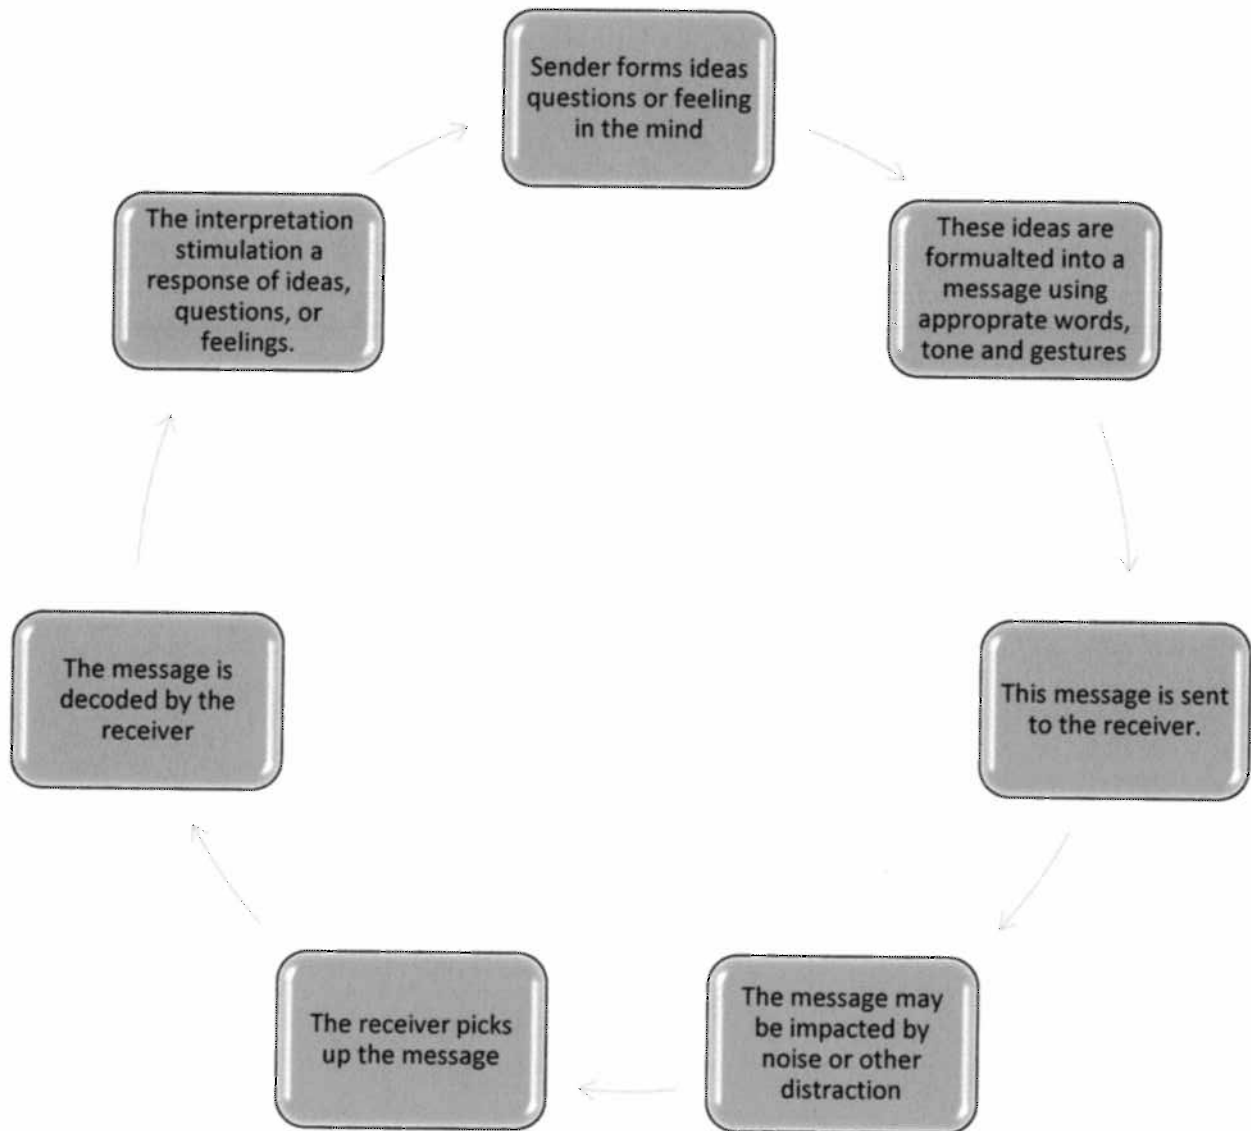 Sender forms ideas
questions or feeling
in the mind
These ideas are
formualted into a
message using
approprate words,
tone and gestures
This message is sent
to the receiver.
The message may
be impacted by
noise or other
distraction
The receiver picks
up the message
The message is
decoded by the
receiver
The interpretation
stimulation a
response of ideas,
questions, or
feelings.